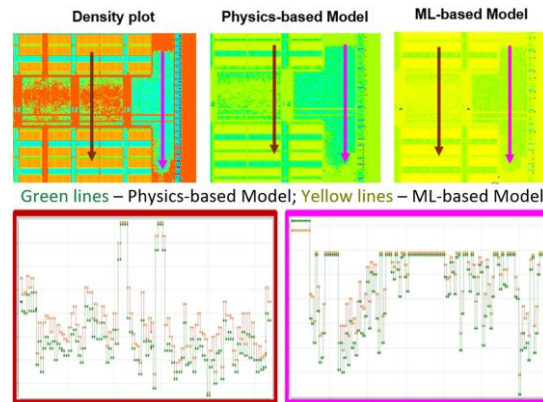 Density plot
Physics-based Model
ML-based Model
Green lines – Physics-based Model; Yellow lines – ML-based Model